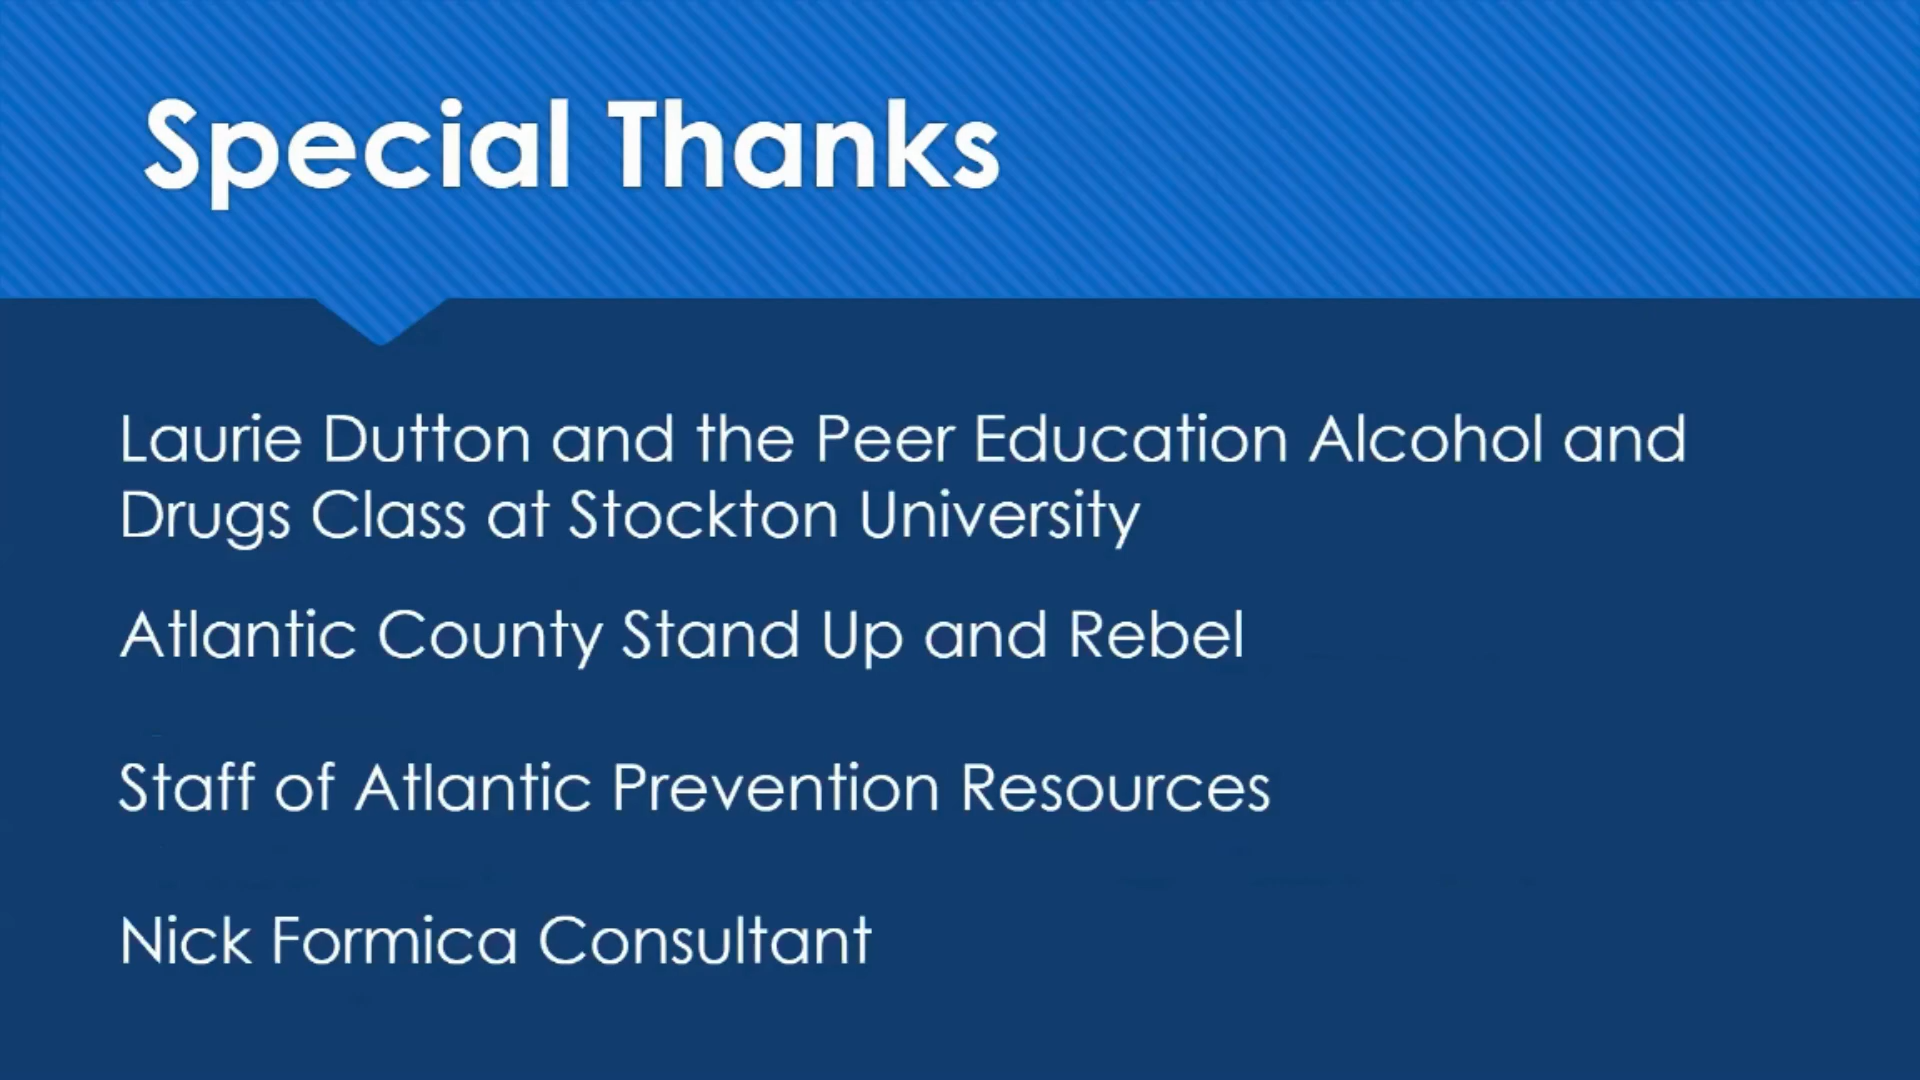 Special Thanks
Laurie Dutton and the Peer Education Alcohol and
Drugs Class at Stockton University
Atlantic County Stand Up and Rebel
Staff of Atlantic Prevention Resources
Nick Formica Consultant